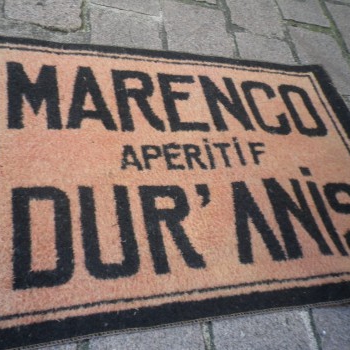 MARENCO
APERITIF
DUR'ANIS